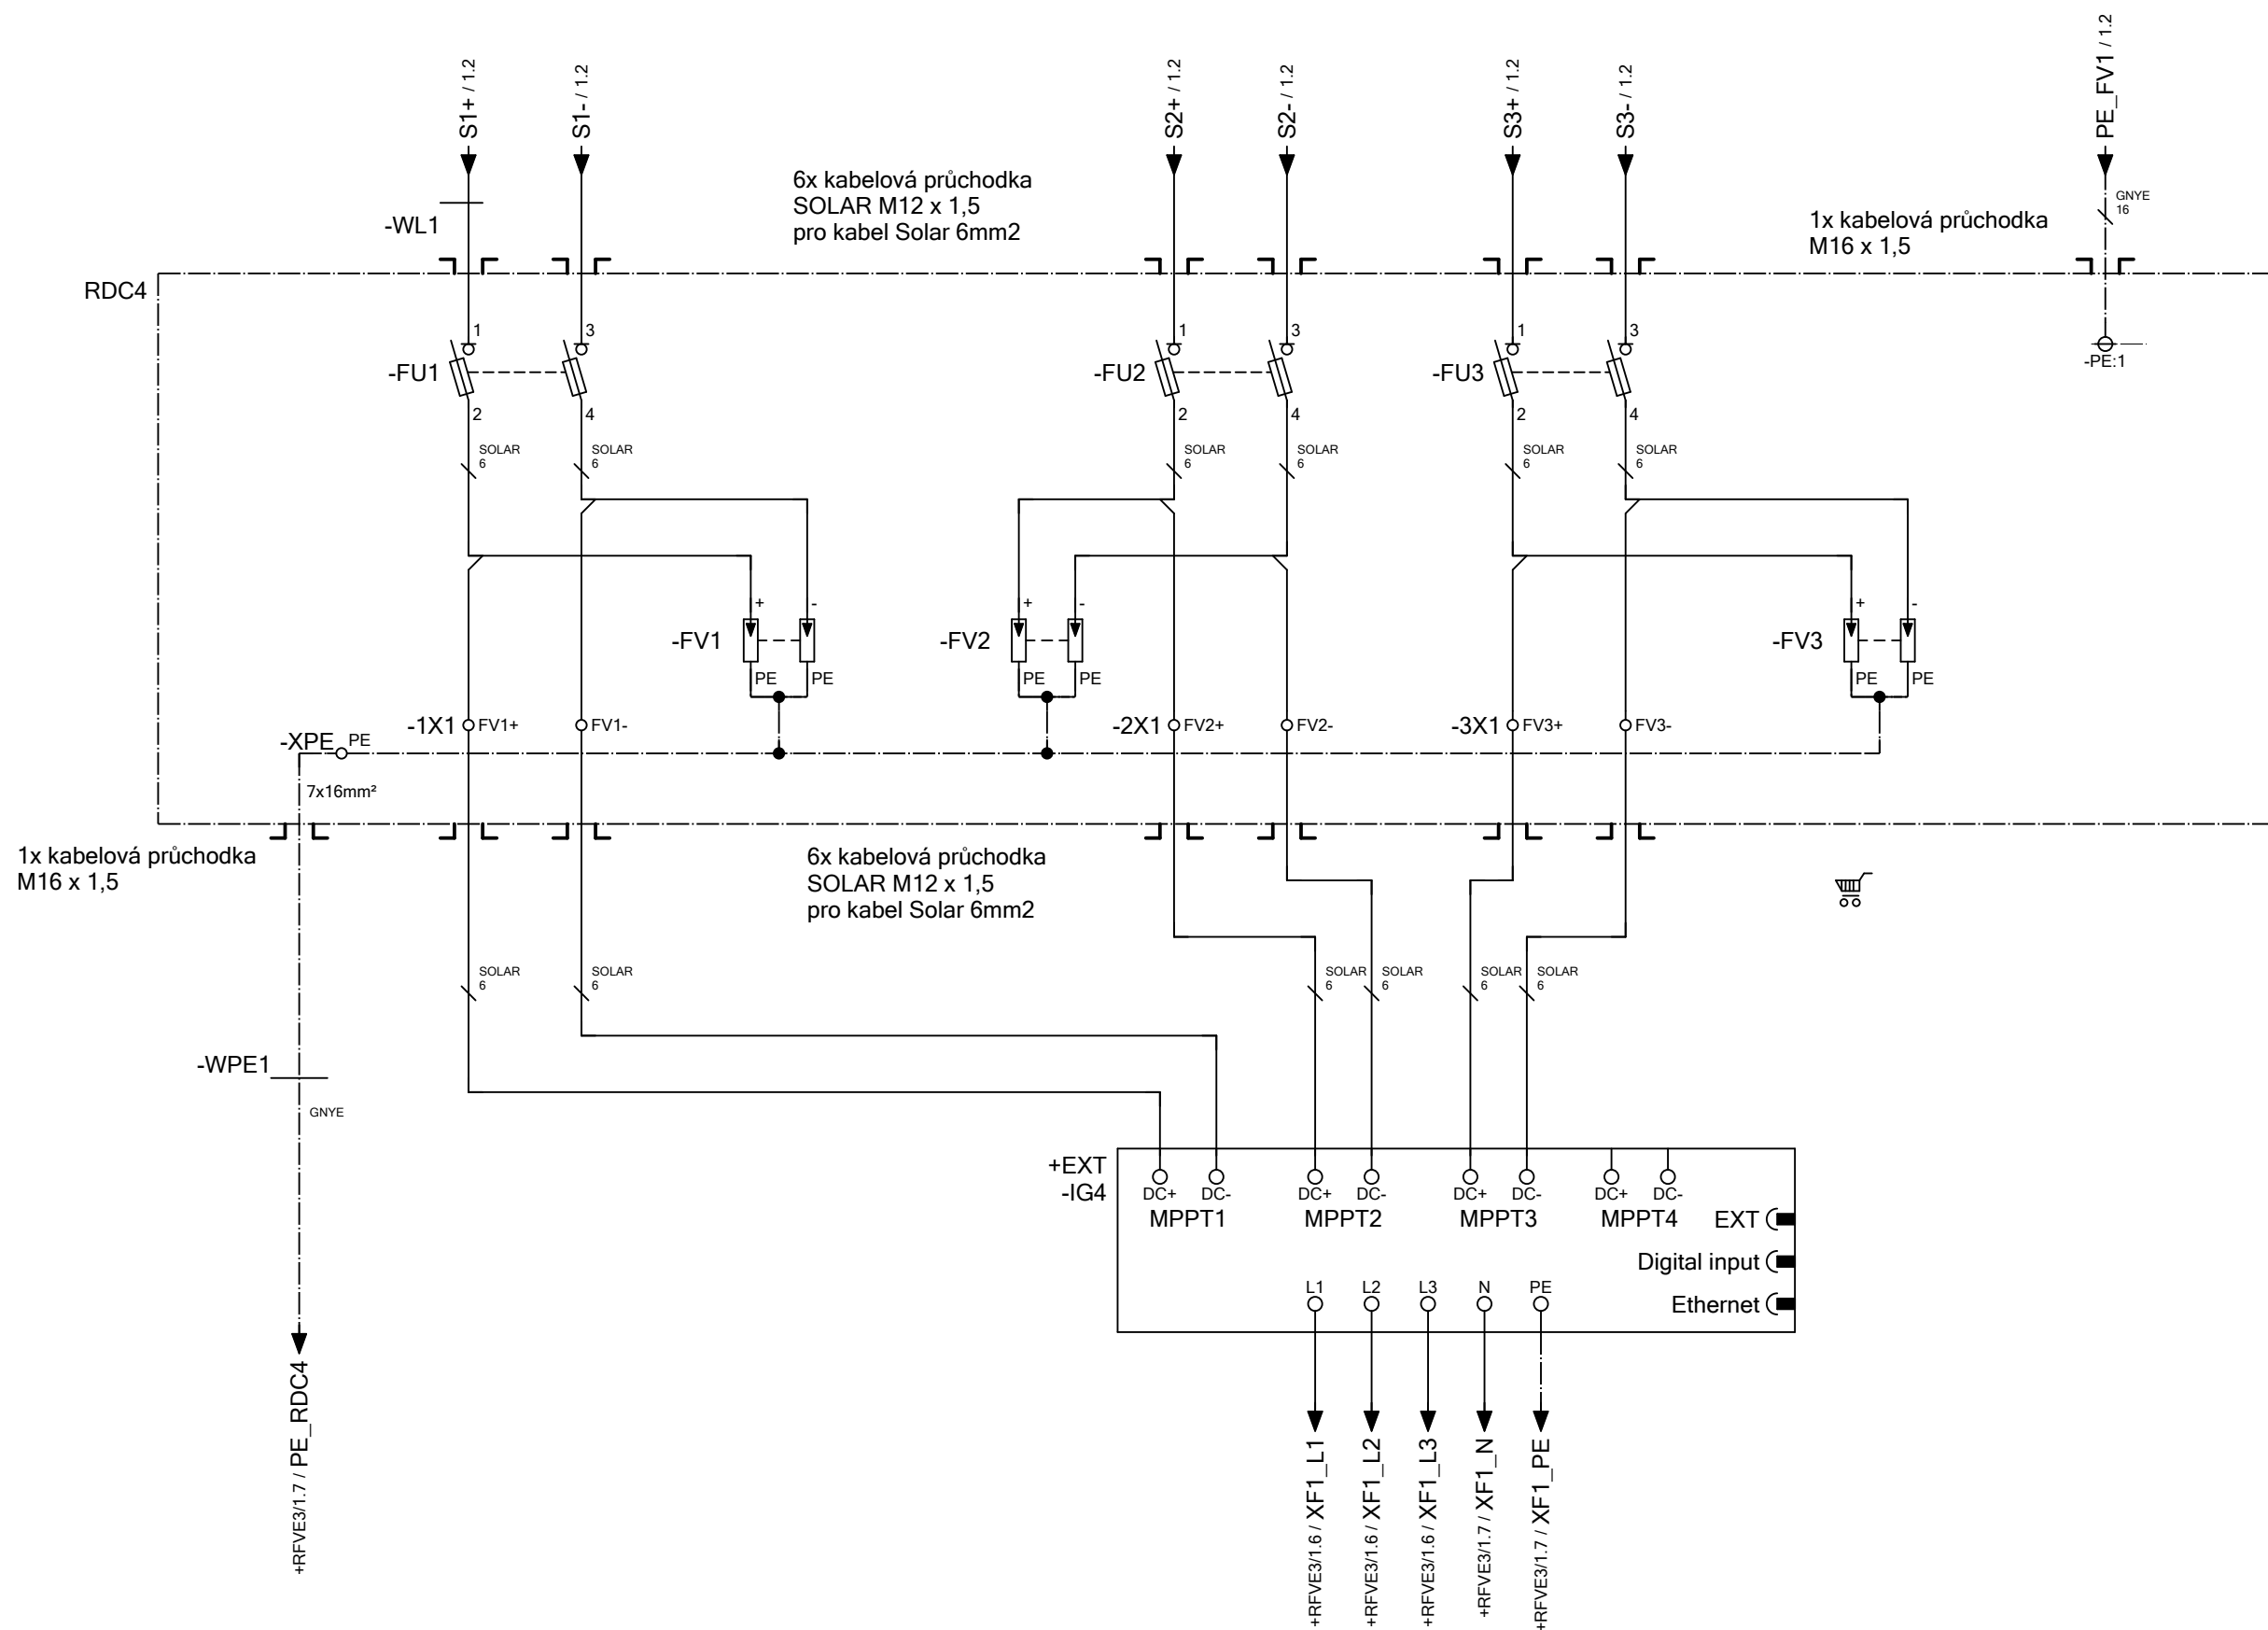 S1+ / 1.2
S1- / 1.2
S2+ / 1.2
S2- / 1.2
S3+ / 1.2
S3- / 1.2
PE_FV1 / 1.2
6x kabelová průchodka
SOLAR M12 x 1,5
pro kabel Solar 6mm2
GNYE
16
1x kabelová průchodka
M16 x 1,5
-WL1
RDC4
1
3
1
3
1
3
-FU1
-FU2
-FU3
-PE:1
2
4
2
4
2
4
SOLAR
6
SOLAR
6
SOLAR
6
SOLAR
6
SOLAR
6
SOLAR
6
+
-
+
-
+
-
-FV1
-FV2
-FV3
PE
PE
PE
PE
PE
PE
-1X1
FV1+
FV1-
-2X1
FV2+
FV2-
-3X1
FV3+
FV3-
-XPE
PE
7x16mm²
1x kabelová průchodka
M16 x 1,5
6x kabelová průchodka
SOLAR M12 x 1,5
pro kabel Solar 6mm2
SOLAR
6
SOLAR
6
SOLAR
6
SOLAR
6
SOLAR
6
SOLAR
6
-WPE1
GNYE
+EXT
-IG4
DC+
DC-
DC+
DC-
DC+
DC-
DC+
DC-
MPPT1
MPPT2
MPPT3
MPPT4
EXT
Digital input
Ethernet
L1
L2
L3
N
PE
+RFVE3/1.7 / PE_RDC4
+RFVE3/1.6 / XF1_L1
+RFVE3/1.6 / XF1_L2
+RFVE3/1.6 / XF1_L3
+RFVE3/1.7 / XF1_N
+RFVE3/1.7 / XF1_PE